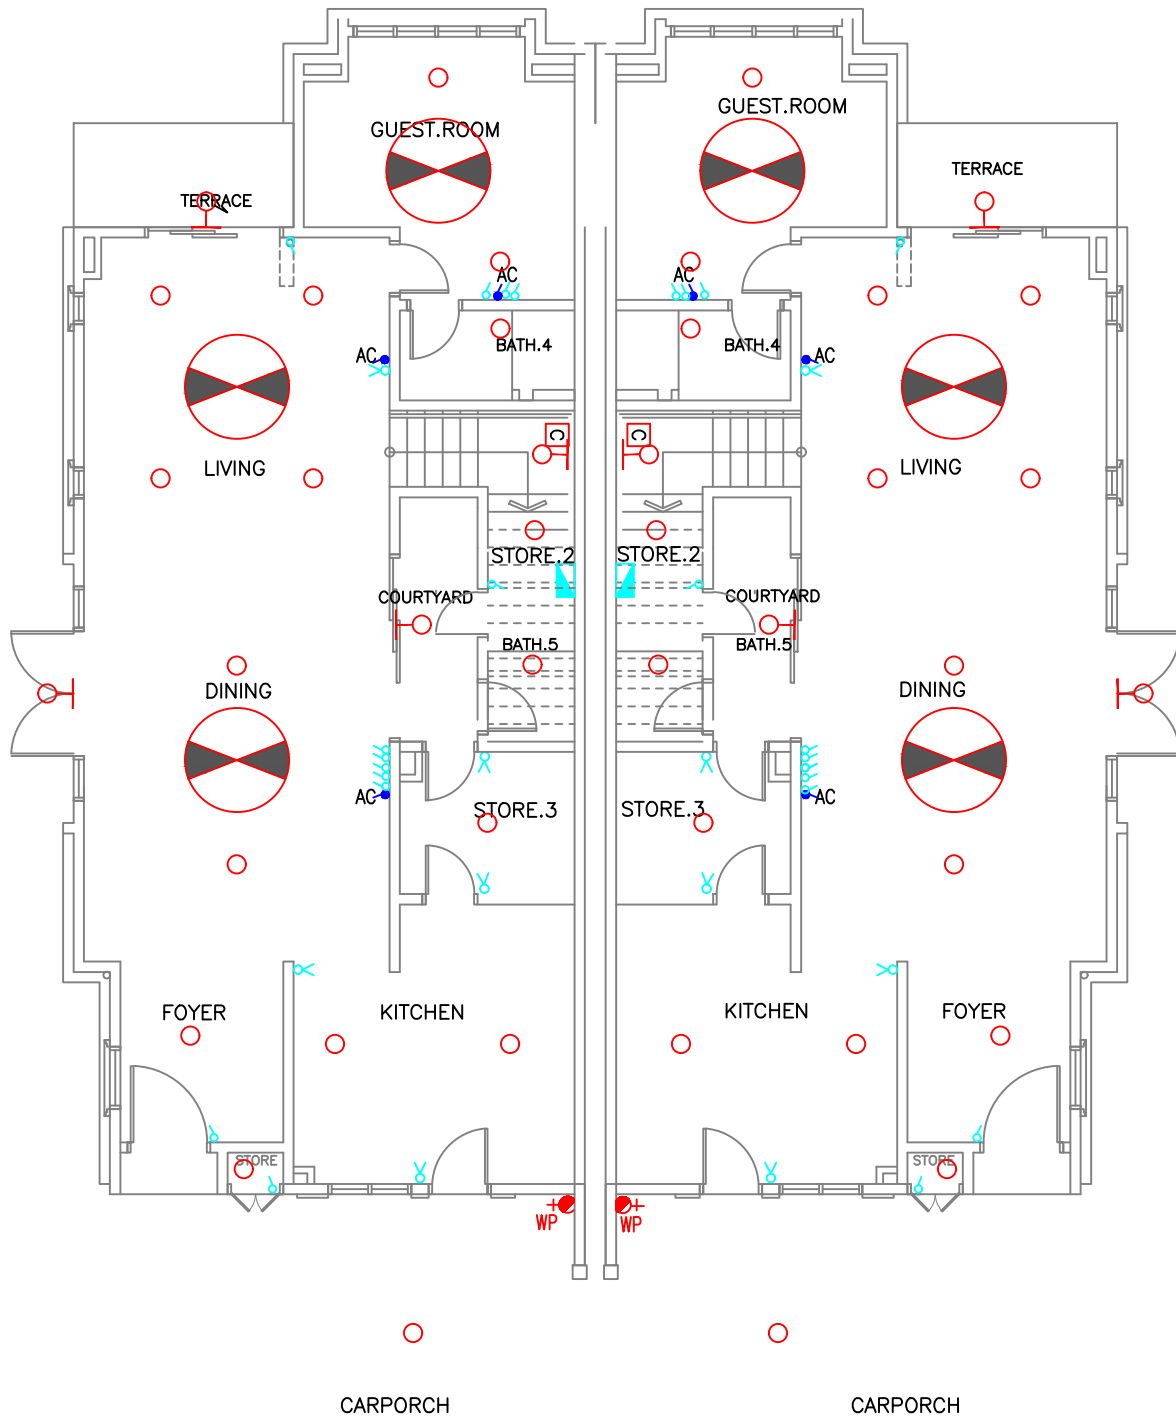 GUEST.ROOM
GUEST.ROOM
TERRACE
TERRACE
AC
AC
BATH.4
BATH.4
AC
AC
C
C
LIVING
LIVING
STORE.2
STORE.2
COURTYARD
COURTYARD
BATH.5
BATH.5
DINING
DINING
AC
AC
STORE.3
STORE.3
FOYER
KITCHEN
KITCHEN
FOYER
STORE
STORE
WP
WP
CARPORCH
CARPORCH